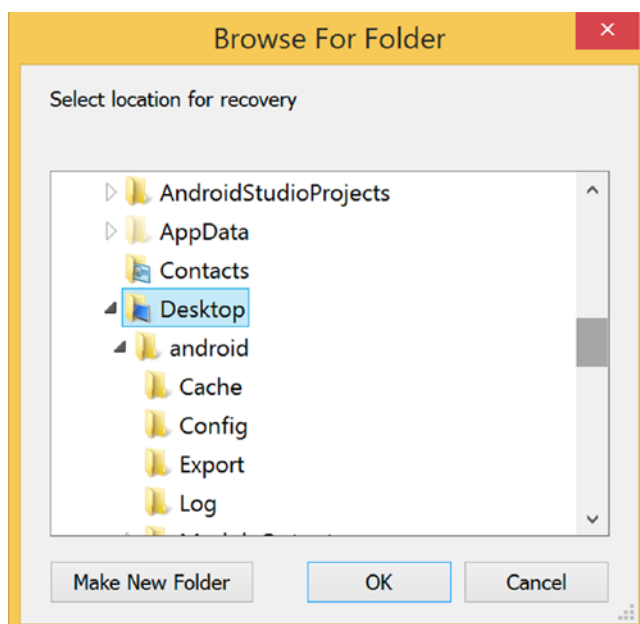 Browse For Folder
Select location for recovery
AndroidStudioProjects
AppData
Contacts
Desktop
android
Cache
Config
Export
Log
Make New Folder
OK
Cancel